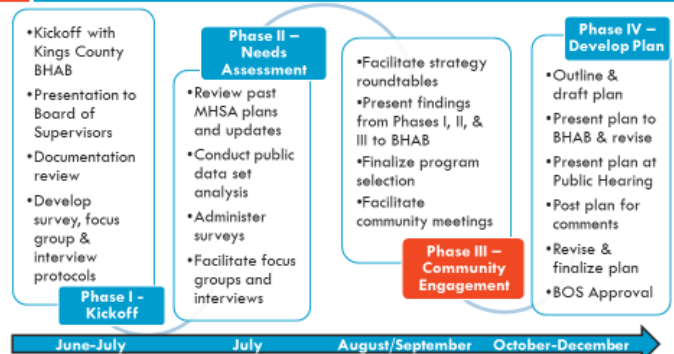 •Kickoff with
Kings County
BHAB
•Presentation to
Board of
Supervisors
•Documentation
review
•Develop
survey, focus
group &
interview
protocols
Phase I -
Kickoff
Phase II –
Needs
Assessment
•Review past
MHSA plans
and updates
•Conduct public
data set
analysis
•Administer
surveys
•Facilitate focus
groups and
interviews
•Facilitate strategy
roundtables
•Present findings
from Phases I, II, &
III to BHAB
•Finalize program
selection
•Facilitate
community meetings
Phase III –
Community
Engagement
Phase IV –
Develop Plan
•Outline &
draft plan
•Present plan to
BHAB & revise
•Present plan at
Public Hearing
•Post plan for
comments
•Revise &
finalize plan
•BOS Approval
June-July
July
August/September
October-December